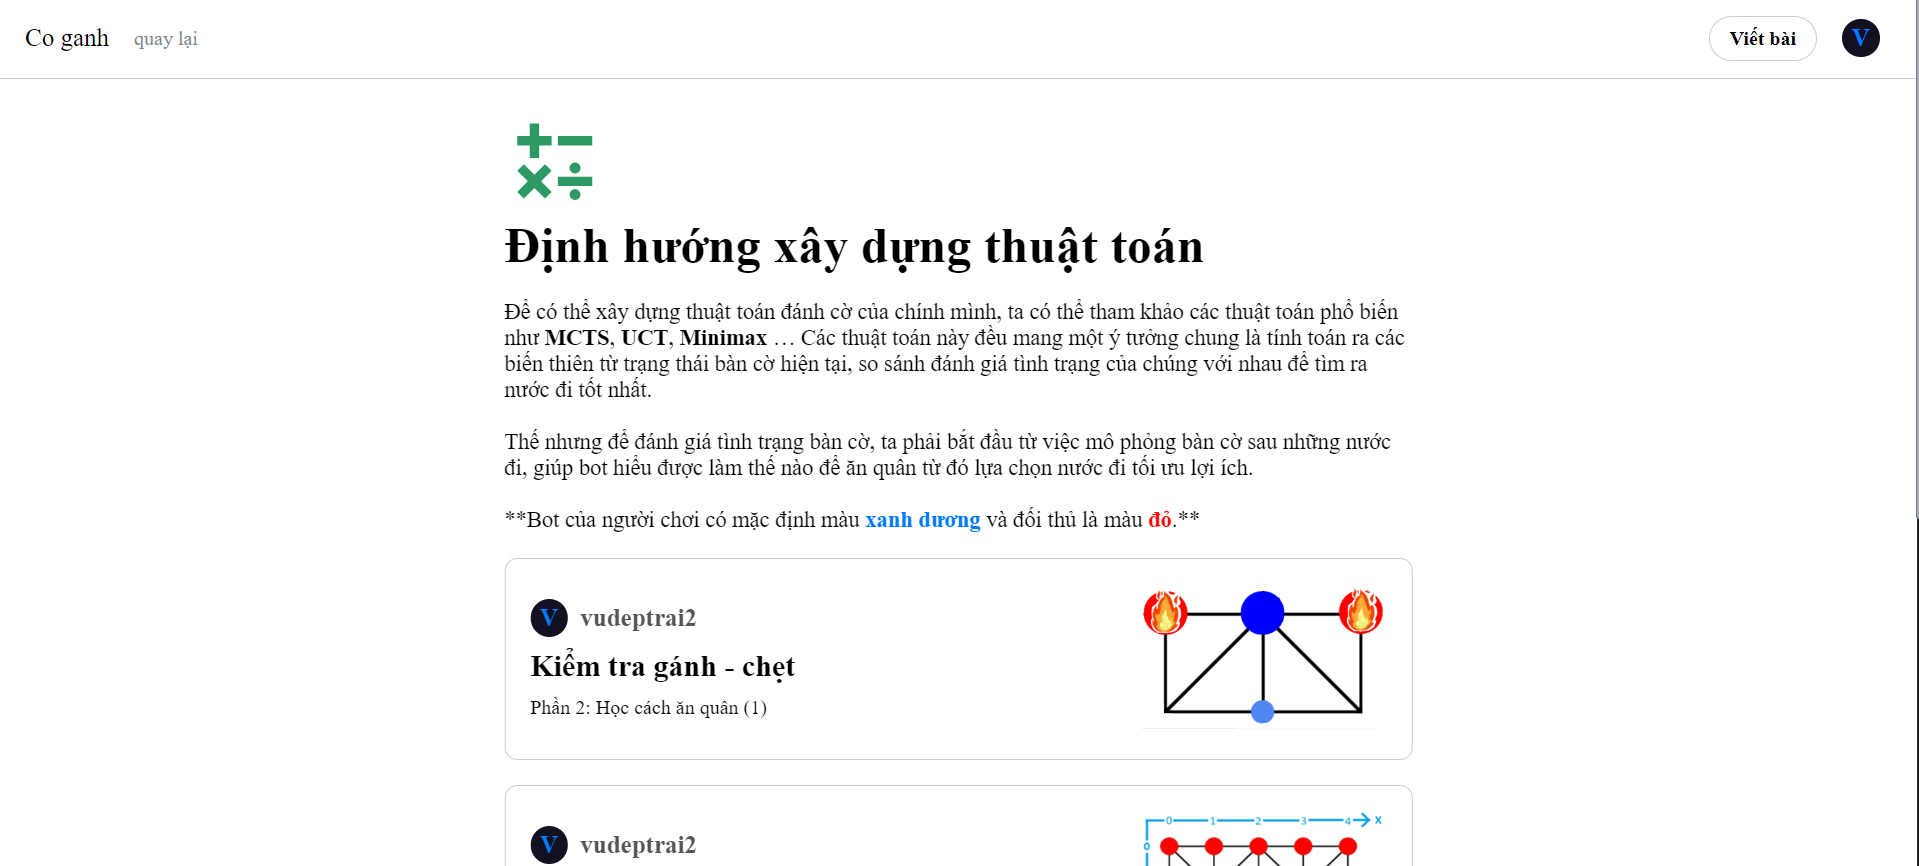 Co ganh
quay lại
Viết bài
V
Định hướng xây dựng thuật toán
Để có thể xây dựng thuật toán đánh cờ của chính mình, ta có thể tham khảo các thuật toán phổ biến
như MCTS, UCT, Minimax … Các thuật toán này đều mang một ý tưởng chung là tính toán ra các
biến thiên từ trạng thái bàn cờ hiện tại, so sánh đánh giá tình trạng của chúng với nhau để tìm ra
nước đi tốt nhất.
Thế nhưng để đánh giá tình trạng bàn cờ, ta phải bắt đầu từ việc mô phỏng bàn cờ sau những nước
đi, giúp bot hiểu được làm thế nào để ăn quân từ đó lựa chọn nước đi tối ưu lợi ích.
**Bot của người chơi có mặc định màu xanh dương và đối thủ là màu đỏ.**
V
vudeptrai2
Kiểm tra gánh - chẹt
Phần 2: Học cách ăn quân (1)
V
vudeptrai2
0 1 2 3 4 x
0